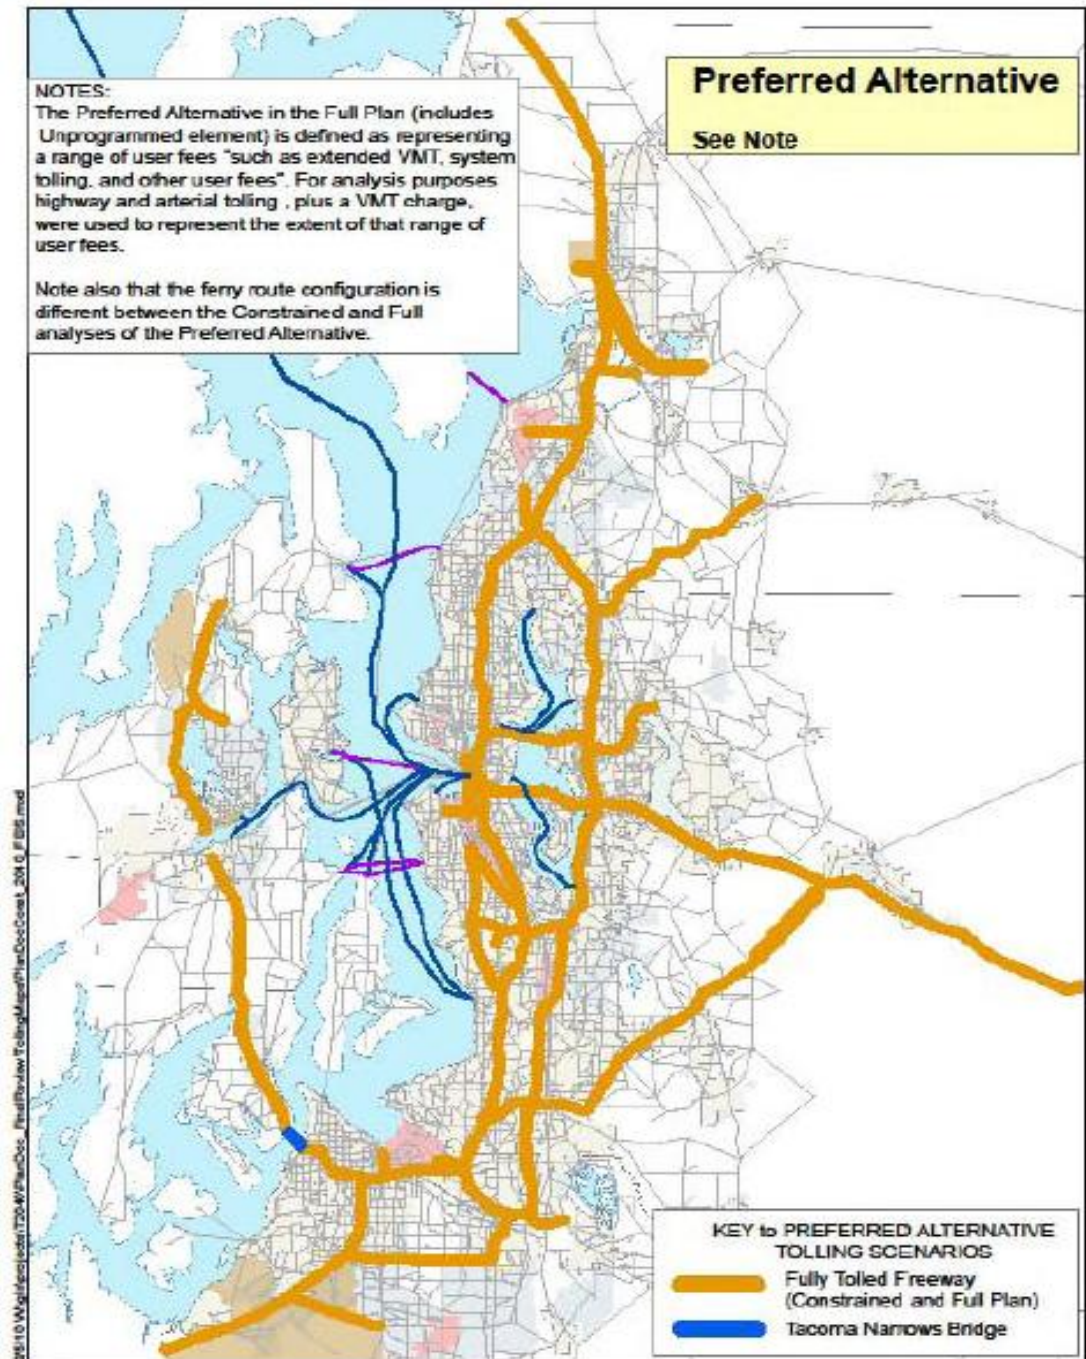 NOTES:
The Preferred Alternative in the Full Plan (includes
Unprogrammed element) is defined as representing
a range of user fees "such as extended VMT, system
tolling, and other user fees". For analysis purposes
highway and arterial tolling , plus a VMT charge,
were used to represent the extent of that range of
user fees.
Note also that the ferry route configuration is
different between the Constrained and Full
analyses of the Preferred Alternative.
Preferred Alternative
See Note
KEY to PREFERRED ALTERNATIVE
TOLLING SCENARIOS
Fully Tolled Freeway
(Constrained and Full Plan)
Tacoma Narrows Bridge